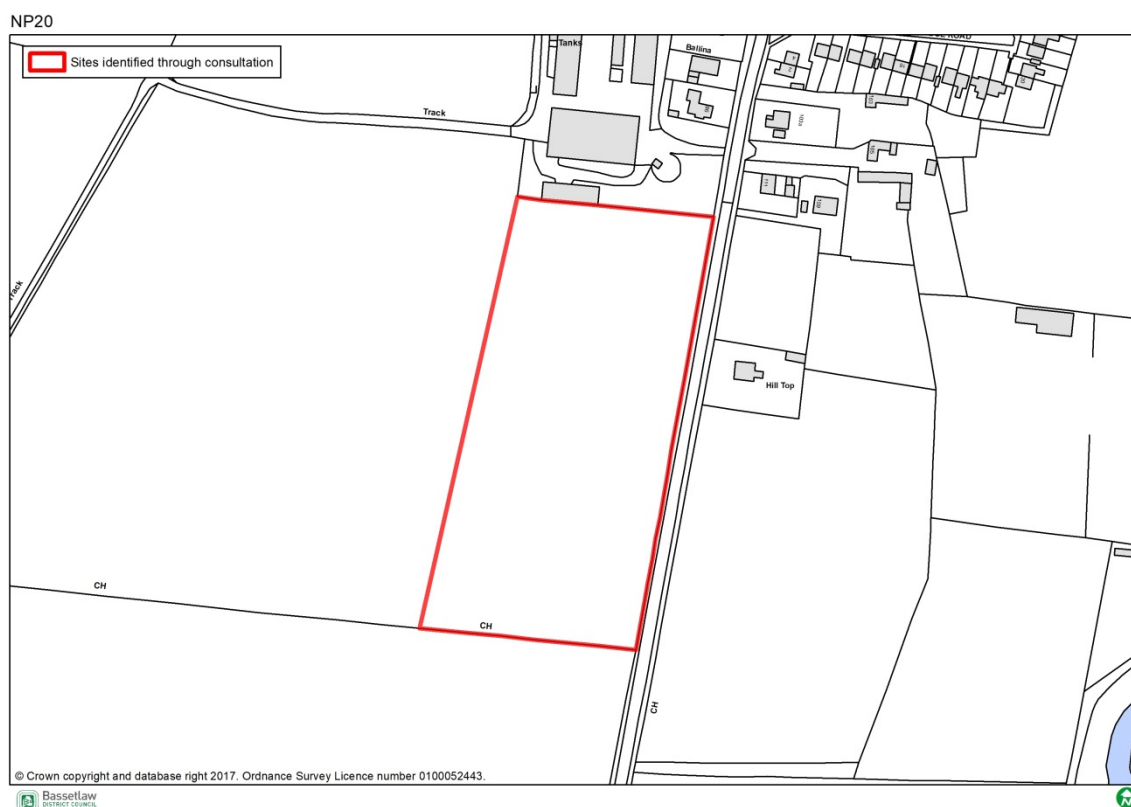 NP20
Sites identified through consultation
Tanks
Ballina
Track
Track
Hill Top
CH
CH
CH
© Crown copyright and database right 2017. Ordnance Survey Licence number 0100052443.
Bassetlaw
DISTRICT COUNCIL